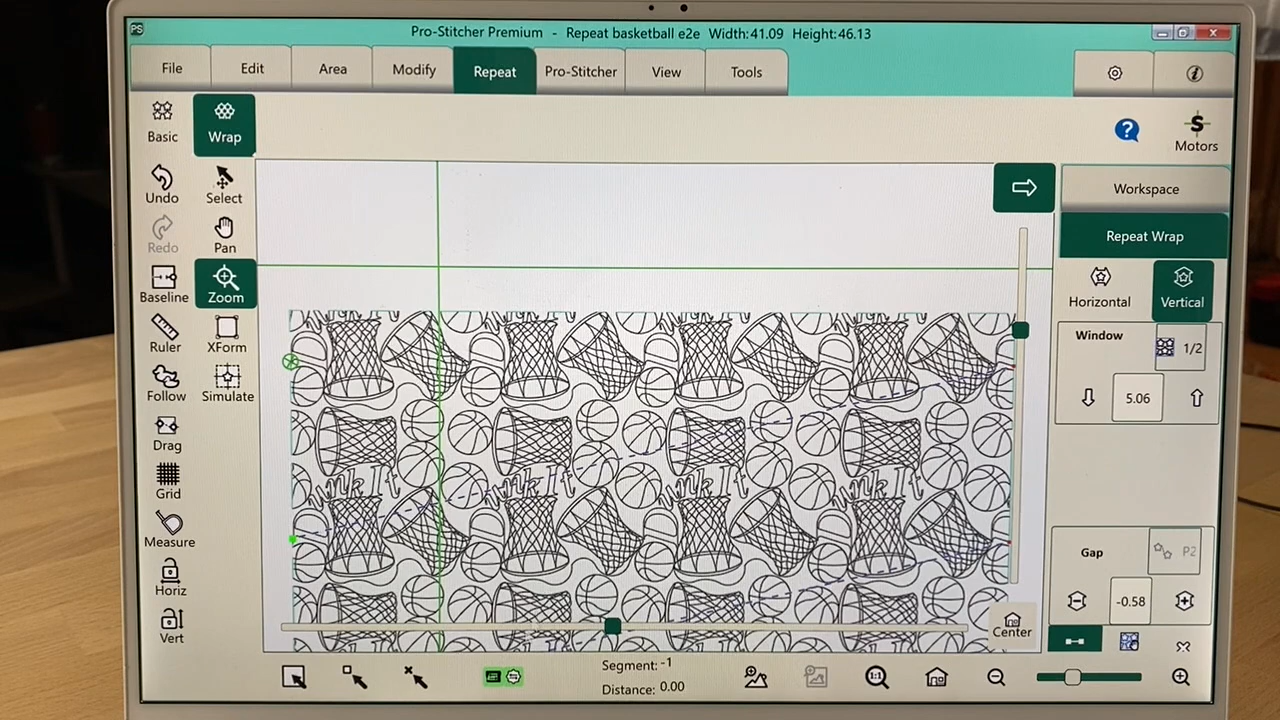 PS Pro-Stitcher Premium - Repeat basketball e2e Width:41.09 Height:46.13
File Edit Area Modify Repeat Pro-Stitcher View Tools
Basic Wrap
Motors
Undo Select
Workspace
Redo Pan
Repeat Wrap
Baseline Zoom
Horizontal Vertical
Ruler XForm
Window 1/2
Follow Simulate
5.06
Drag
Grid
Measure
Gap P2
Horiz
-0.58
Vert
Center
1:1
Segment: -1
Distance: 0.00